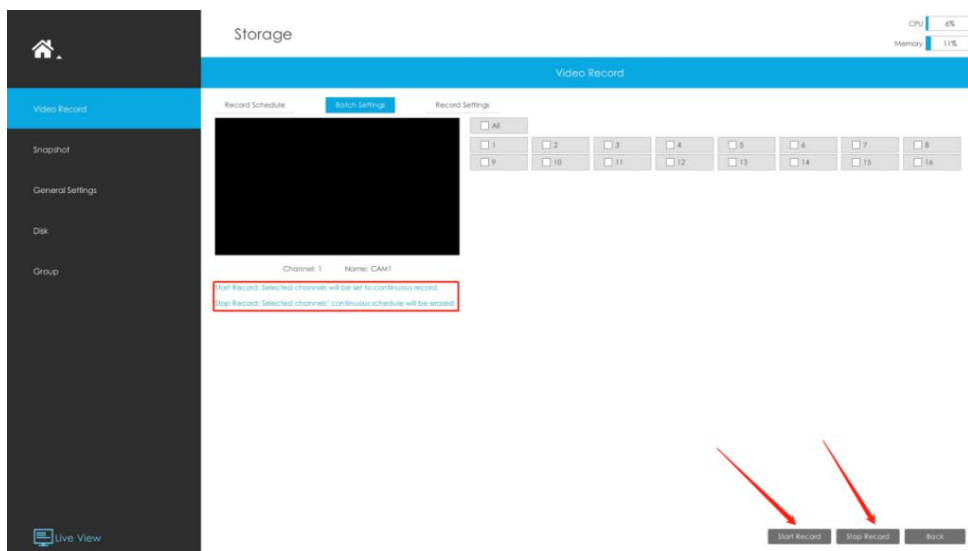 Storage
CPU 6%
Memory 11%
Video Record
Video Record
Snapshot
General Settings
Disk
Group
Live View
Record Schedule Batch Settings Record Settings
All
1 2 3 4 5 6 7 8
9 10 11 12 13 14 15 16
Channel: 1 Name: CAM1
Start Record: Selected channels will be set to continuous record.
Stop Record: Selected channels' continuous schedule will be erased.
Start Record Stop Record Back